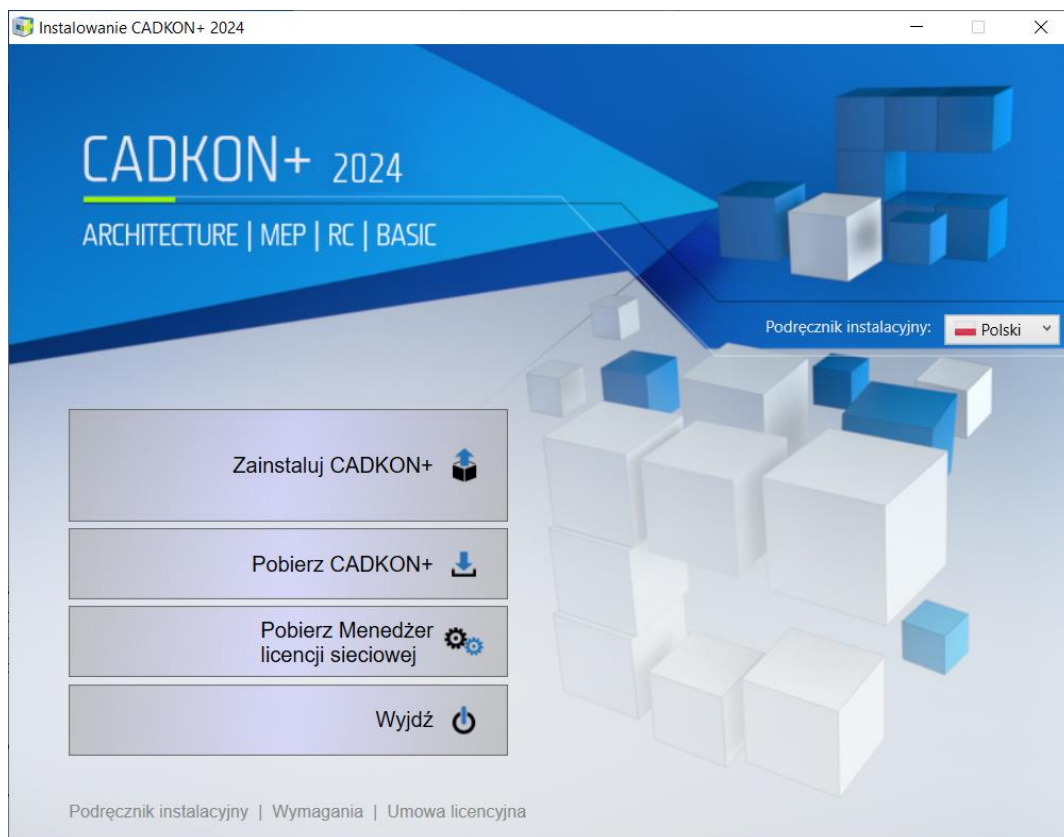 Instalowanie CADKON+ 2024
CADKON+ 2024
ARCHITECTURE | MEP | RC | BASIC
Podręcznik instalacyjny: Polski
Zainstaluj CADKON+
Pobierz CADKON+
Pobierz Menedżer
licencji sieciowej
Wyjdź
Podręcznik instalacyjny | Wymagania | Umowa licencyjna